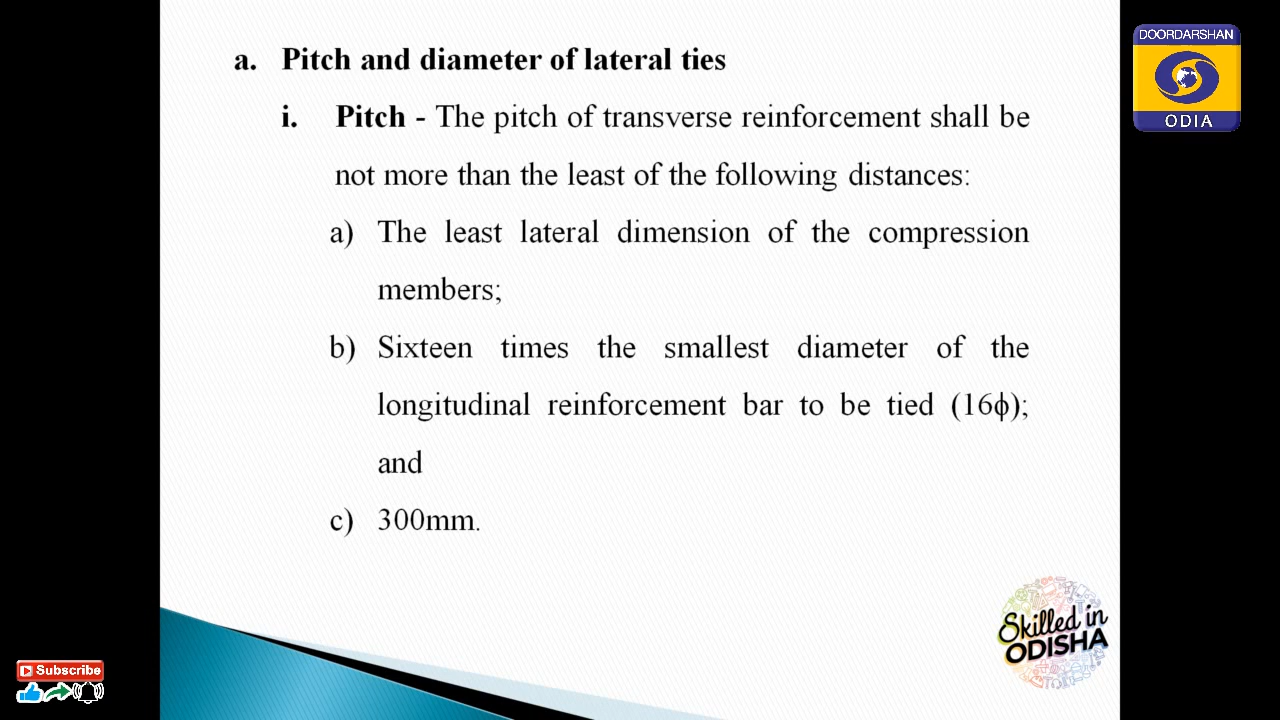 DOORDARSHAN
ODIA
a. Pitch and diameter of lateral ties
i. Pitch - The pitch of transverse reinforcement shall be
not more than the least of the following distances:
a) The least lateral dimension of the compression
members;
b) Sixteen times the smallest diameter of the
longitudinal reinforcement bar to be tied (16ϕ);
and
c) 300mm.
Skilled in
ODISHA
Subscribe